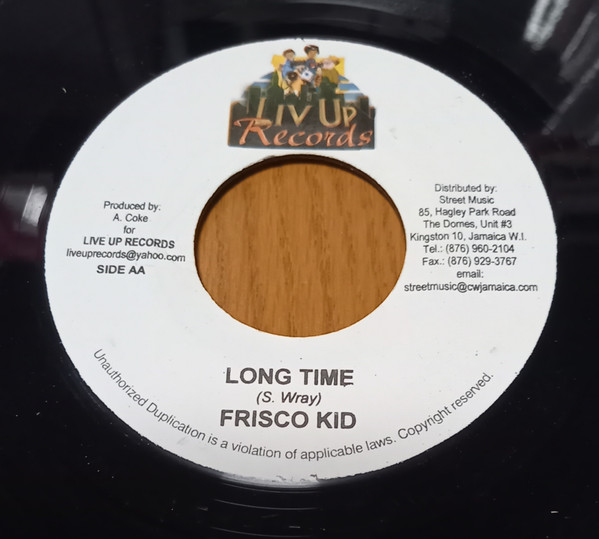 LIV UP
Records
Produced by:
A. Coke
for
LIVE UP RECORDS
liveuprecords@yahoo.com
SIDE AA
Distributed by:
Street Music
85, Hagley Park Road
The Domes, Unit #3
Kingston 10, Jamaica W.I.
Tel.: (876) 960-2104
Fax.: (876) 929-3767
email:
streetmusic@cwjamaica.com
LONG TIME
(S. Wray)
FRISCO KID
Unauthorized Duplication is a violation of applicable laws. Copyright reserved.